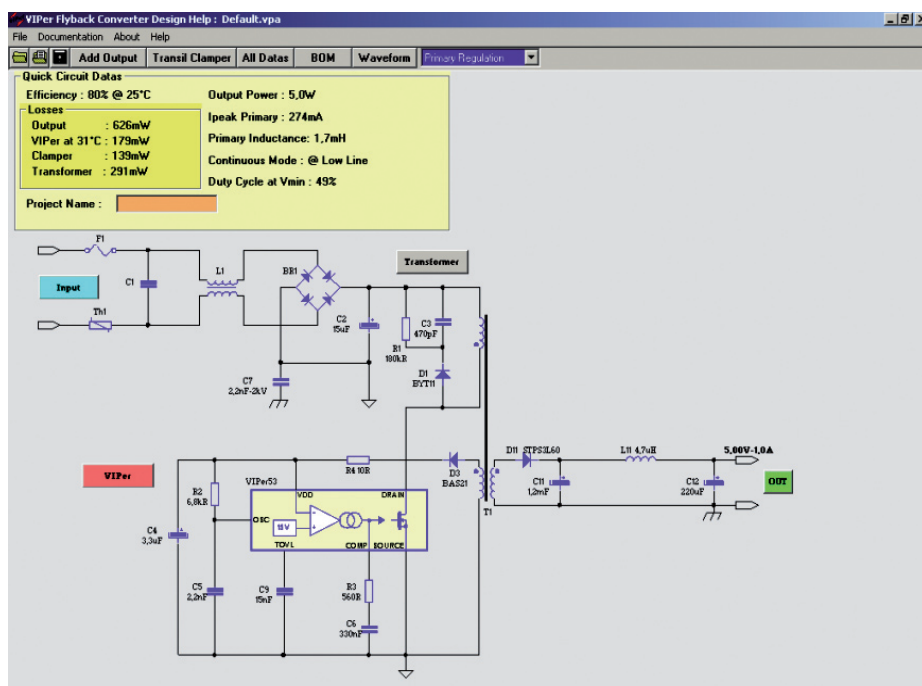 VIPer Flyback Converter Design Help : Default.vpa
File Documentation About Help
Add Output Transil Clamper All Datas BOM Waveform Primary Regulation
Quick Circuit Datas
Efficiency : 80% @ 25°C
Losses
Output : 626mW
VIPer at 31°C : 179mW
Clamper : 139mW
Transformer : 291mW
Output Power : 5,0W
Ipeak Primary : 274mA
Primary Inductance: 1,7mH
Continuous Mode : @ Low Line
Duty Cycle at Vmin : 49%
Project Name :
F1
C1
L1
BR1
Transformer
Input
Th1
C2
15uF
R1
180kR
C3
470pF
D1
BYT11
C7
2,2nF-2kV
VIPer
R4 10R
D3
BAS21
D11 STPS3L60
L11 4,7uH
5,00V-1,0A
C11
1,2mF
C12
220uF
OUT
T1
R2
6,8kR
VIPer53
VDD
DRAIN
OSC
15V
TOVL
COMP
SOURCE
C4
3,3uF
C5
2,2nF
C9
15nF
R3
560R
C6
330nF